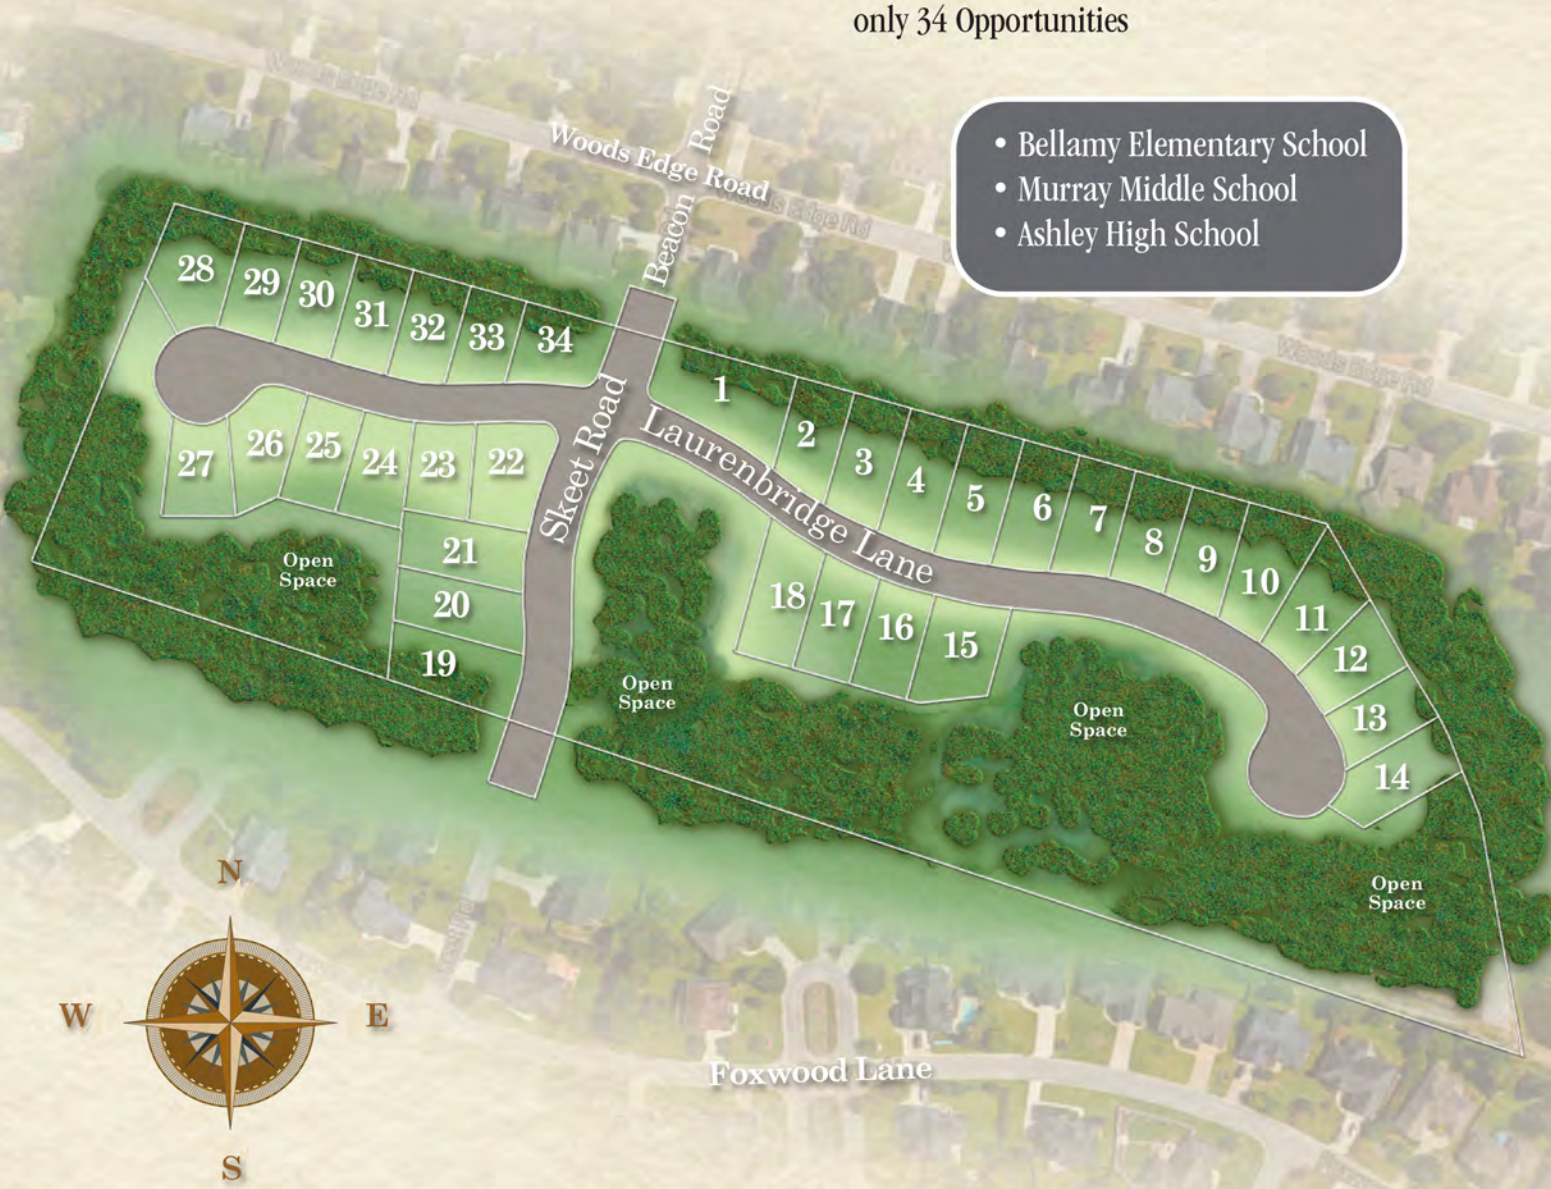 only 34 Opportunities
• Bellamy Elementary School
• Murray Middle School
• Ashley High School
Woods Edge Rd
Woods Edge Road
Beacon Road
Woods Edge Rd
Woods Edge Rd
28
29
30
31
32
33
34
1
2
3
4
5
6
7
8
9
10
11
12
13
14
Laurenbridge Lane
Skeet Road
27
26
25
24
23
22
21
20
19
18
17
16
15
Open
Space
Open
Space
Open
Space
Open
Space
N
W
E
S
Foxwood Lane